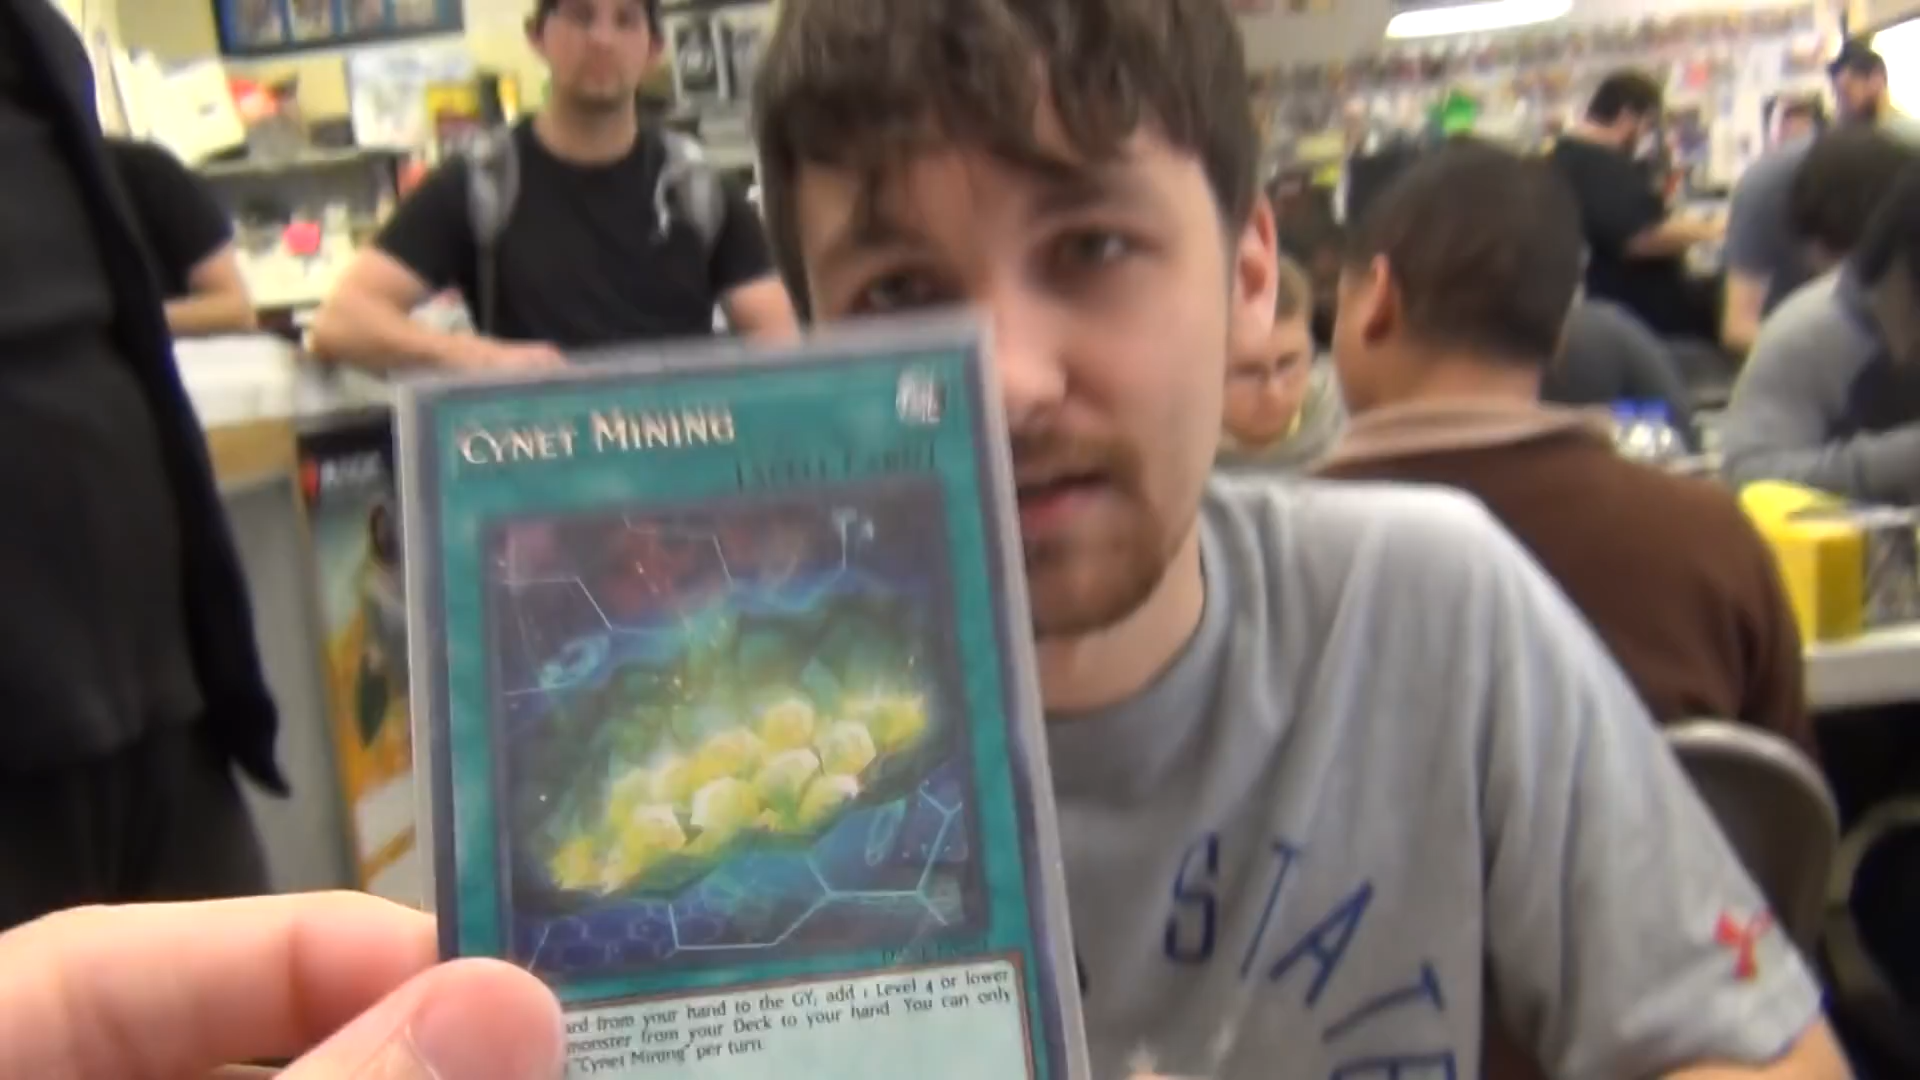 Cynet Mining
ard from your hand to the GY; add 1 Level 4 or lower
monster from your Deck to your hand. You can only
"Cynet Mining" per turn.
STATE